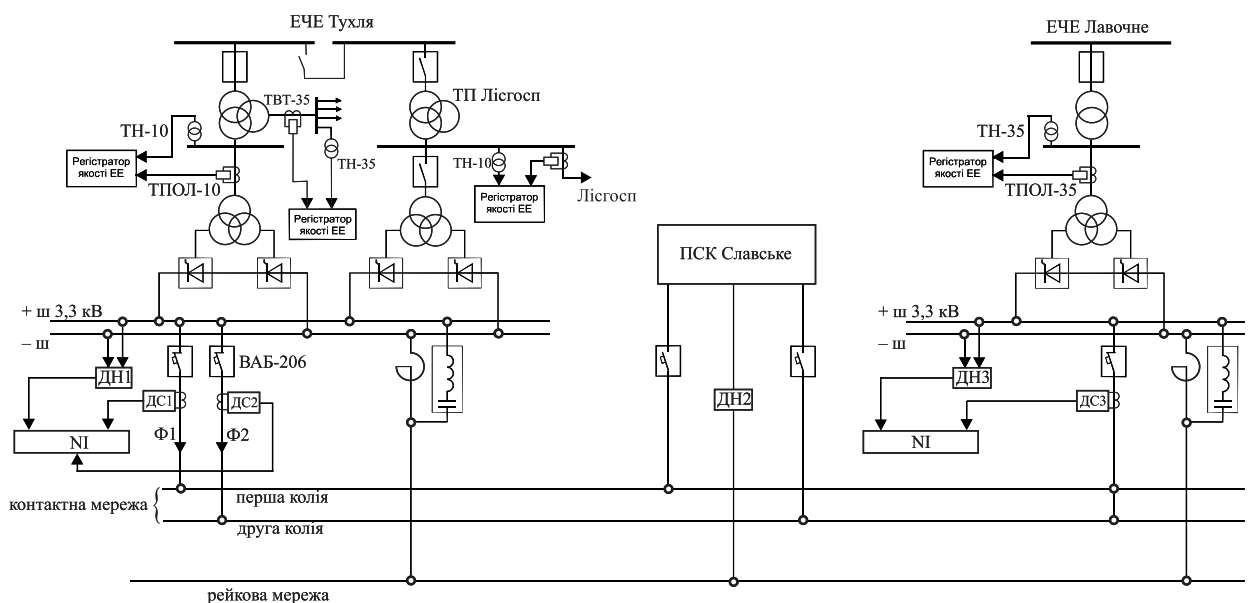 ЕЧЕ Тухля
ЕЧЕ Лавочне
ТВТ-35
ТП Лісгосп
ТН-10
ТН-35
ТН-10
ТН-35
Регістратор
якості ЕЕ
ТПОЛ-10
Регістратор
якості ЕЕ
Регістратор
якості ЕЕ
Лісгосп
Регістратор
якості ЕЕ
ТПОЛ-35
ПСК Славське
+ ш 3,3 кВ
– ш
+ ш 3,3 кВ
– ш
ВАБ-206
ДН1
ДС1
ДС2
ДН2
ДН3
ДС3
NI
Ф1
Ф2
NI
контактна мережа
перша колія
друга колія
рейкова мережа